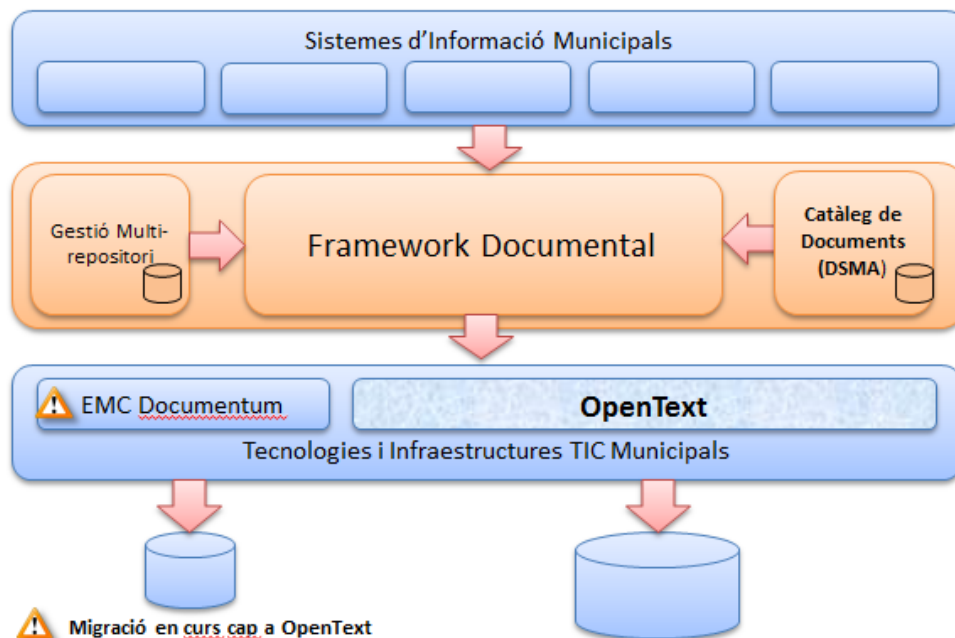 Sistemes d'Informació Municipals
Gestió Multi-
repositori
Framework Documental
Catàleg de
Documents
(DSMA)
EMC Documentum
OpenText
Tecnologies i Infraestructures TIC Municipals
Migració en curs cap a OpenText